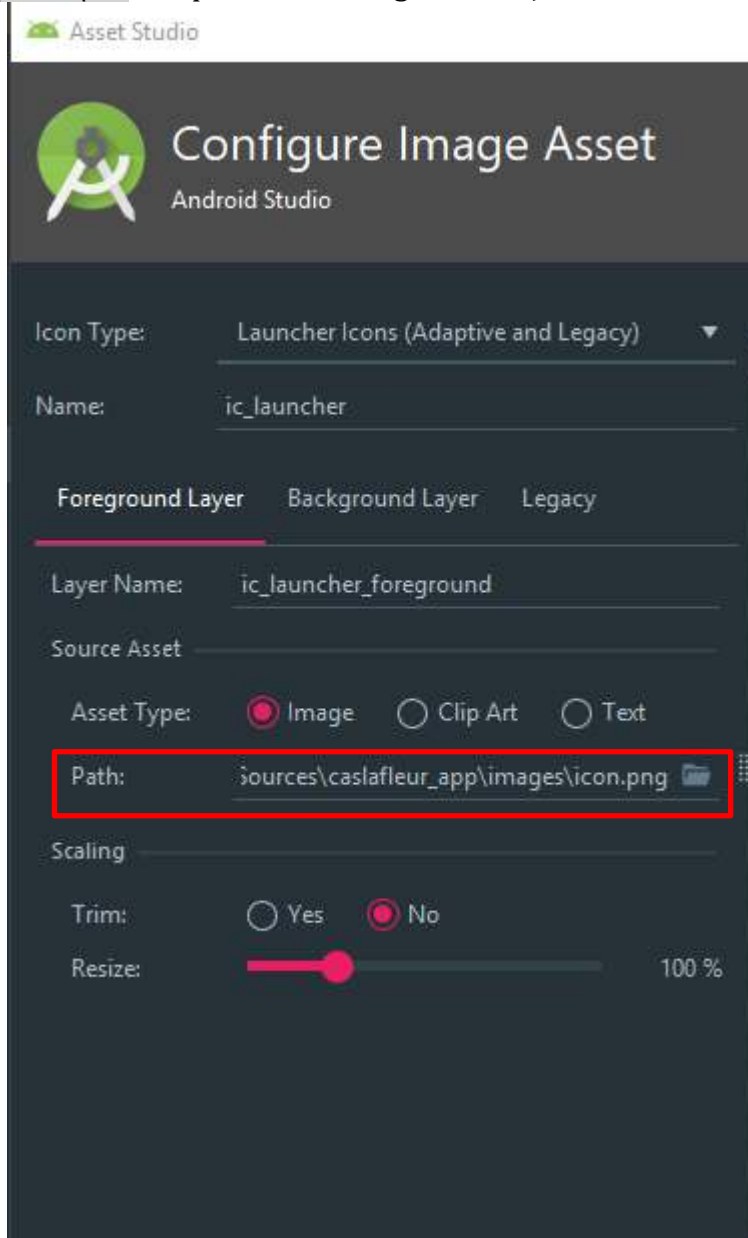 Asset Studio
Configure Image Asset
Android Studio
Icon Type: Launcher Icons (Adaptive and Legacy)
Name: ic_launcher
Foreground Layer Background Layer Legacy
Layer Name: ic_launcher_foreground
Source Asset
Asset Type: Image Clip Art Text
Path: Sources\caslafleur_app\images\icon.png
Scaling
Trim: Yes No
Resize: 100 %